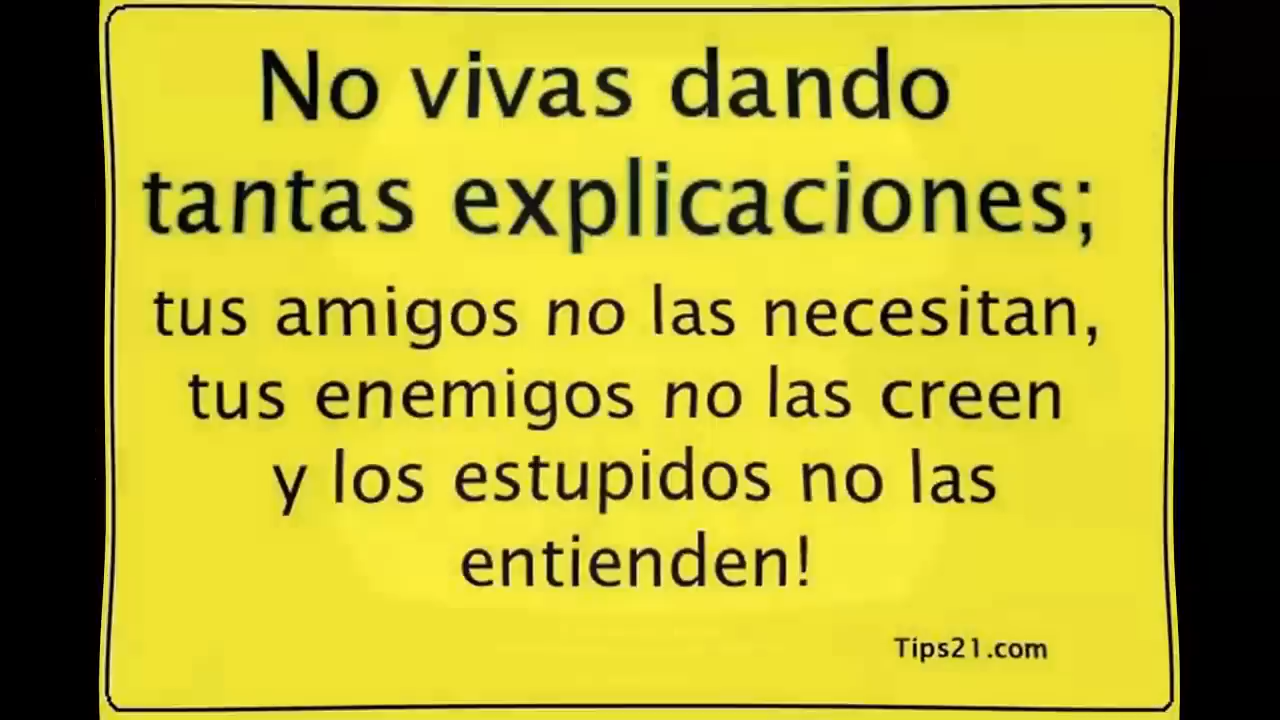 No vivas dando
tantas explicaciones;
tus amigos no las necesitan,
tus enemigos no las creen
y los estupidos no las
entienden!
Tips21.com